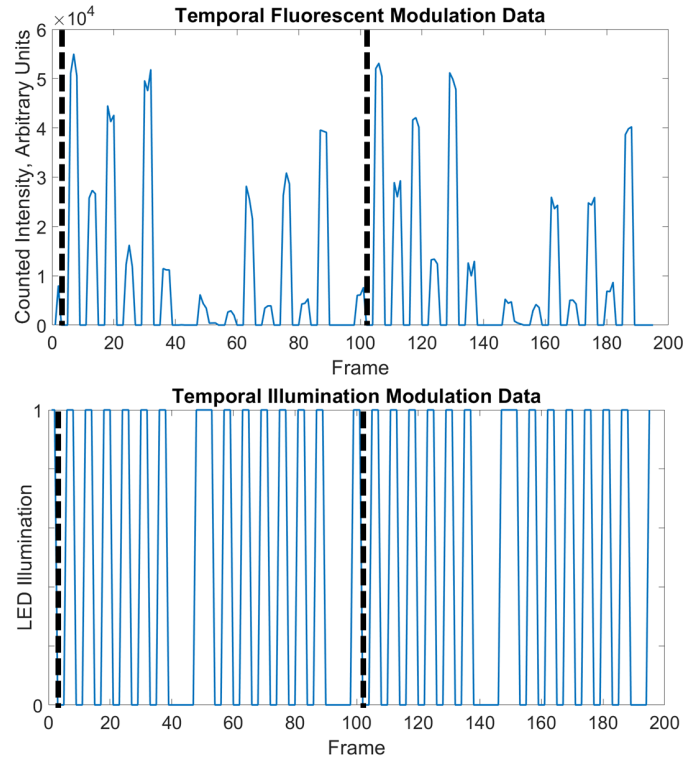 Temporal Fluorescent Modulation Data
×10⁴
Counted Intensity, Arbitrary Units
6
5
4
3
2
1
0
0 20 40 60 80 100 120 140 160 180 200
Frame
Temporal Illumination Modulation Data
LED Illumination
1
0
0 20 40 60 80 100 120 140 160 180 200
Frame